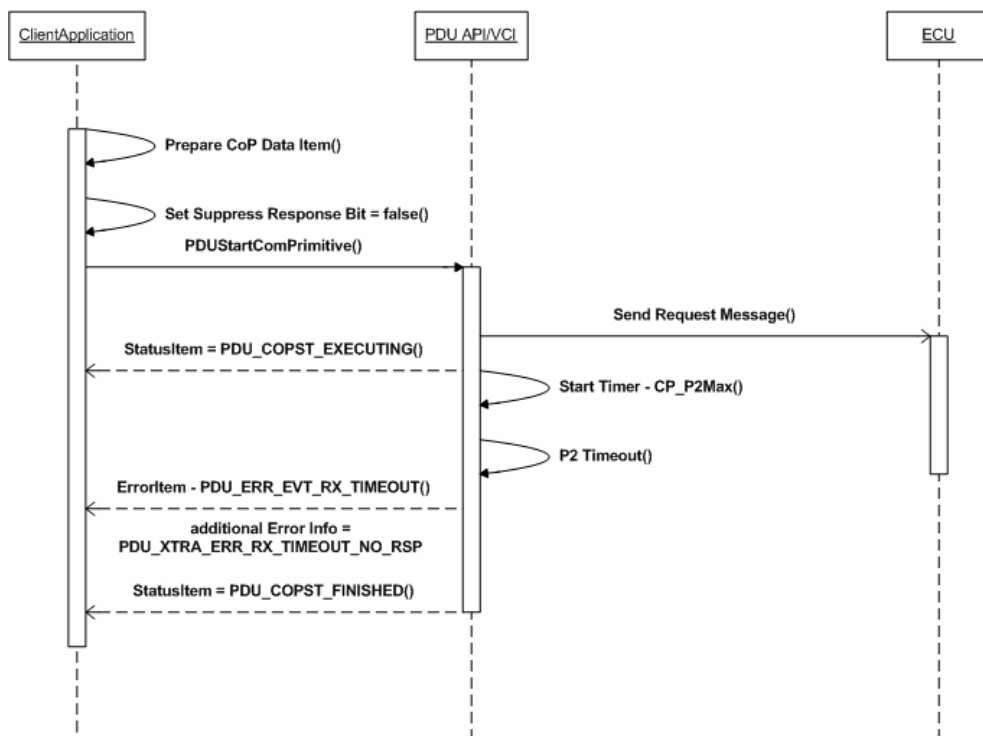 ClientApplication
PDU API/VCI
ECU
Prepare CoP Data Item()
Set Suppress Response Bit = false()
PDUStartComPrimitive()
Send Request Message()
StatusItem = PDU_COPST_EXECUTING()
Start Timer - CP_P2Max()
P2 Timeout()
ErrorItem - PDU_ERR_EVT_RX_TIMEOUT()
additional Error Info =
PDU_XTRA_ERR_RX_TIMEOUT_NO_RSP
StatusItem = PDU_COPST_FINISHED()